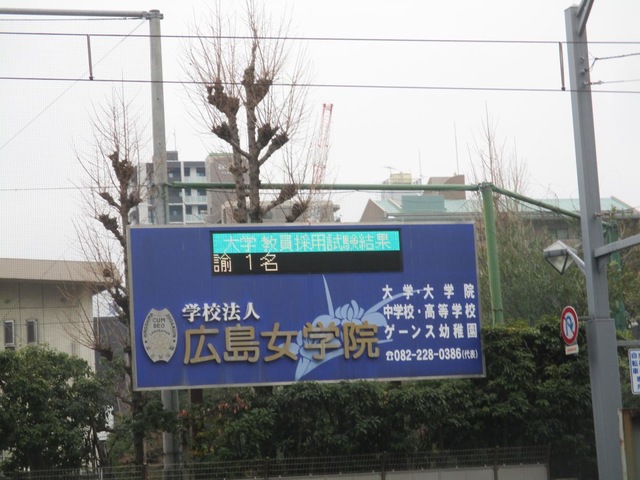 大学 教員採用試験結果
諭 1名
学校法人
広島女学院
CUM DEO
大学・大学院
中学校・高等学校
ゲーンス幼稚園
☎082-228-0386(代表)